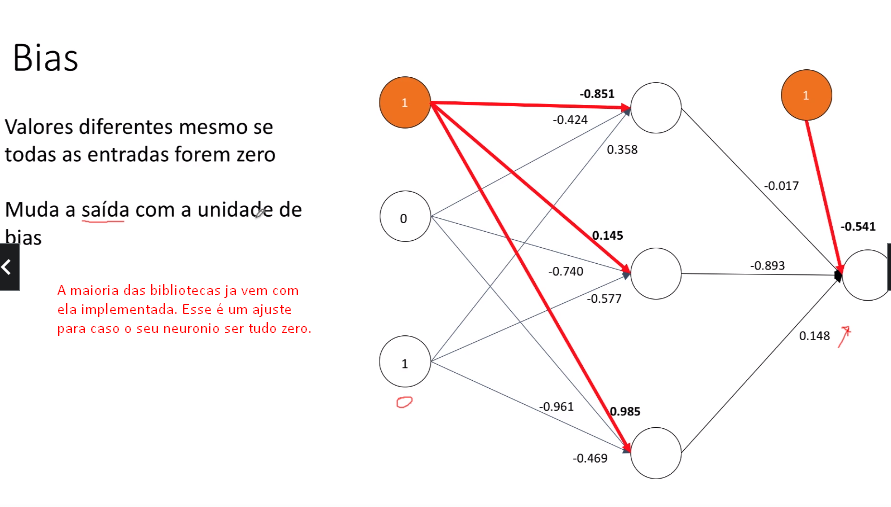 Bias
Valores diferentes mesmo se
todas as entradas forem zero
Muda a saída com a unidade de
bias
A maioria das bibliotecas ja vem com
ela implementada. Esse é um ajuste
para caso o seu neuronio ser tudo zero.
1
-0.851
1
-0.424
0.358
-0.017
0
0.145
-0.541
-0.740
-0.893
-0.577
1
0.148
-0.961
0.985
-0.469